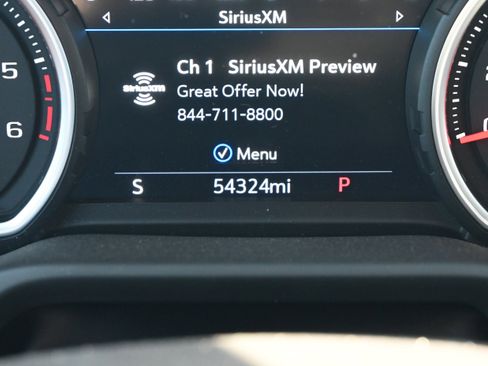 SiriusXM
Ch 1 SiriusXM Preview
SiriusXM
Great Offer Now!
844-711-8800
Menu
S 54324mi P
5
6